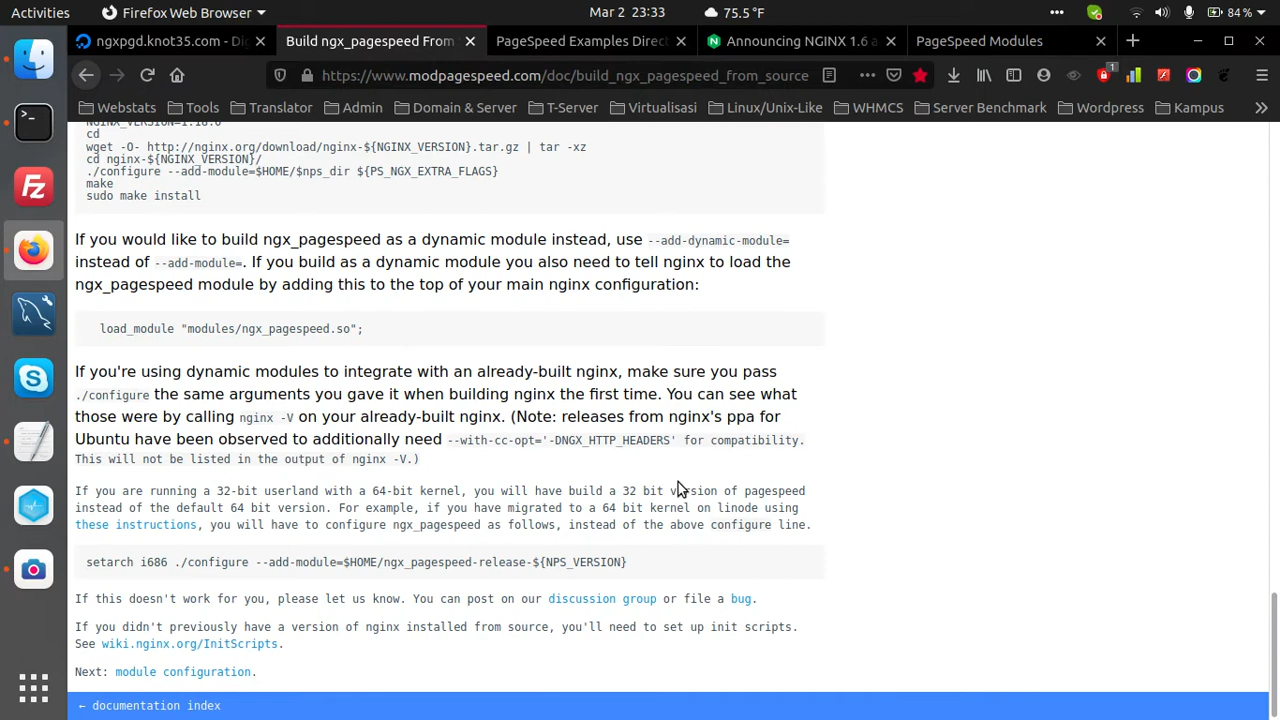 Activities
Firefox Web Browser
Mar 2 23:33
75.5 °F
84 %
ngxpgd.knot35.com - Di
Build ngx_pagespeed From
PageSpeed Examples Direct
Announcing NGINX 1.6 a
PageSpeed Modules
https://www.modpagespeed.com/doc/build_ngx_pagespeed_from_source
1
Webstats
Tools
Translator
Admin
Domain & Server
T-Server
Virtualisasi
Linux/Unix-Like
WHMCS
Server Benchmark
Wordpress
Kampus
NGINX_VERSION=1.18.0
cd
wget -O- http://nginx.org/download/nginx-${NGINX_VERSION}.tar.gz | tar -xz
cd nginx-${NGINX_VERSION}/
./configure --add-module=$HOME/$nps_dir ${PS_NGX_EXTRA_FLAGS}
make
sudo make install
If you would like to build ngx_pagespeed as a dynamic module instead, use --add-dynamic-module=
instead of --add-module=. If you build as a dynamic module you also need to tell nginx to load the
ngx_pagespeed module by adding this to the top of your main nginx configuration:
load_module "modules/ngx_pagespeed.so";
If you're using dynamic modules to integrate with an already-built nginx, make sure you pass
./configure the same arguments you gave it when building nginx the first time. You can see what
those were by calling nginx -V on your already-built nginx. (Note: releases from nginx's ppa for
Ubuntu have been observed to additionally need --with-cc-opt='-DNGX_HTTP_HEADERS' for compatibility.
This will not be listed in the output of nginx -V.)
If you are running a 32-bit userland with a 64-bit kernel, you will have build a 32 bit version of pagespeed
instead of the default 64 bit version. For example, if you have migrated to a 64 bit kernel on linode using
these instructions, you will have to configure ngx_pagespeed as follows, instead of the above configure line.
setarch i686 ./configure --add-module=$HOME/ngx_pagespeed-release-${NPS_VERSION}
If this doesn't work for you, please let us know. You can post on our discussion group or file a bug.
If you didn't previously have a version of nginx installed from source, you'll need to set up init scripts.
See wiki.nginx.org/InitScripts.
Next: module configuration.
← documentation index